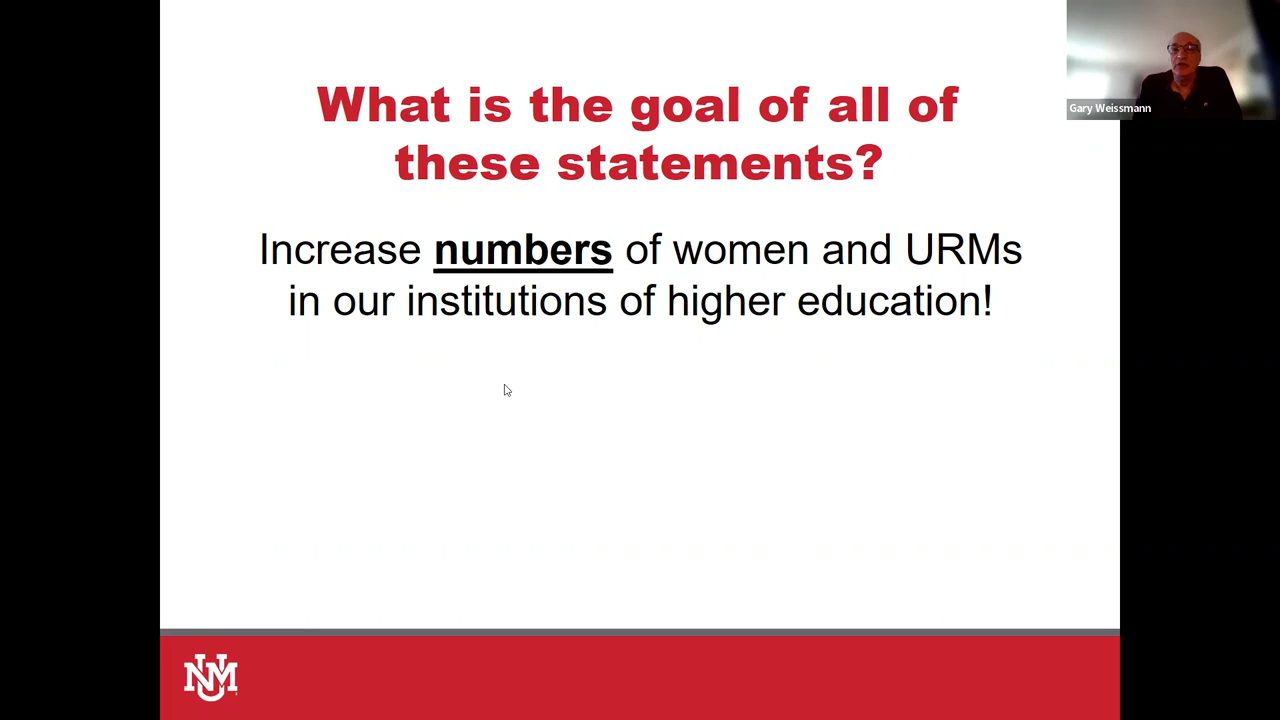 What is the goal of all of
these statements?
Increase numbers of women and URMs
in our institutions of higher education!
Gary Weissmann
UNM